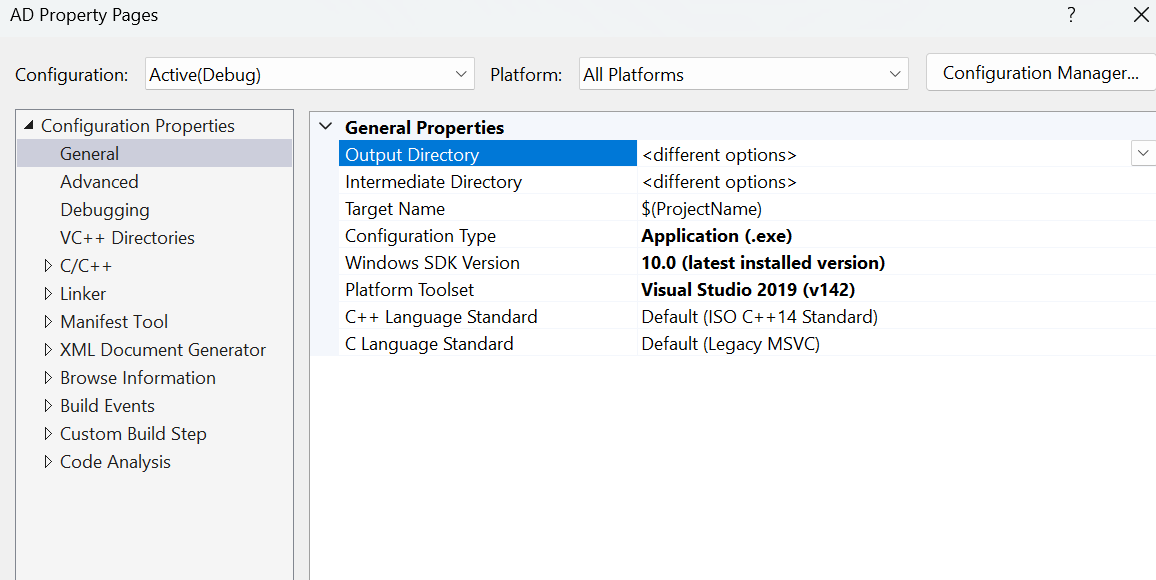 AD Property Pages ?
Configuration: Active(Debug) Platform: All Platforms Configuration Manager...
Configuration Properties
General
Advanced
Debugging
VC++ Directories
C/C++
Linker
Manifest Tool
XML Document Generator
Browse Information
Build Events
Custom Build Step
Code Analysis
General Properties
Output Directory <different options>
Intermediate Directory <different options>
Target Name $(ProjectName)
Configuration Type Application (.exe)
Windows SDK Version 10.0 (latest installed version)
Platform Toolset Visual Studio 2019 (v142)
C++ Language Standard Default (ISO C++14 Standard)
C Language Standard Default (Legacy MSVC)